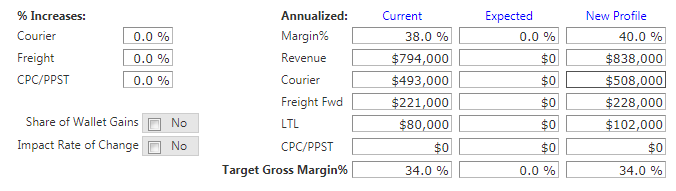 % Increases: Annualized: Current Expected New Profile
Courier 0.0 % Margin% 38.0 % 0.0 % 40.0 %
Freight 0.0 % Revenue $794,000 $0 $838,000
CPC/PPST 0.0 % Courier $493,000 $0 $508,000
Freight Fwd $221,000 $0 $228,000
Share of Wallet Gains No LTL $80,000 $0 $102,000
Impact Rate of Change No CPC/PPST $0 $0 $0
Target Gross Margin% 34.0 % 0.0 % 34.0 %